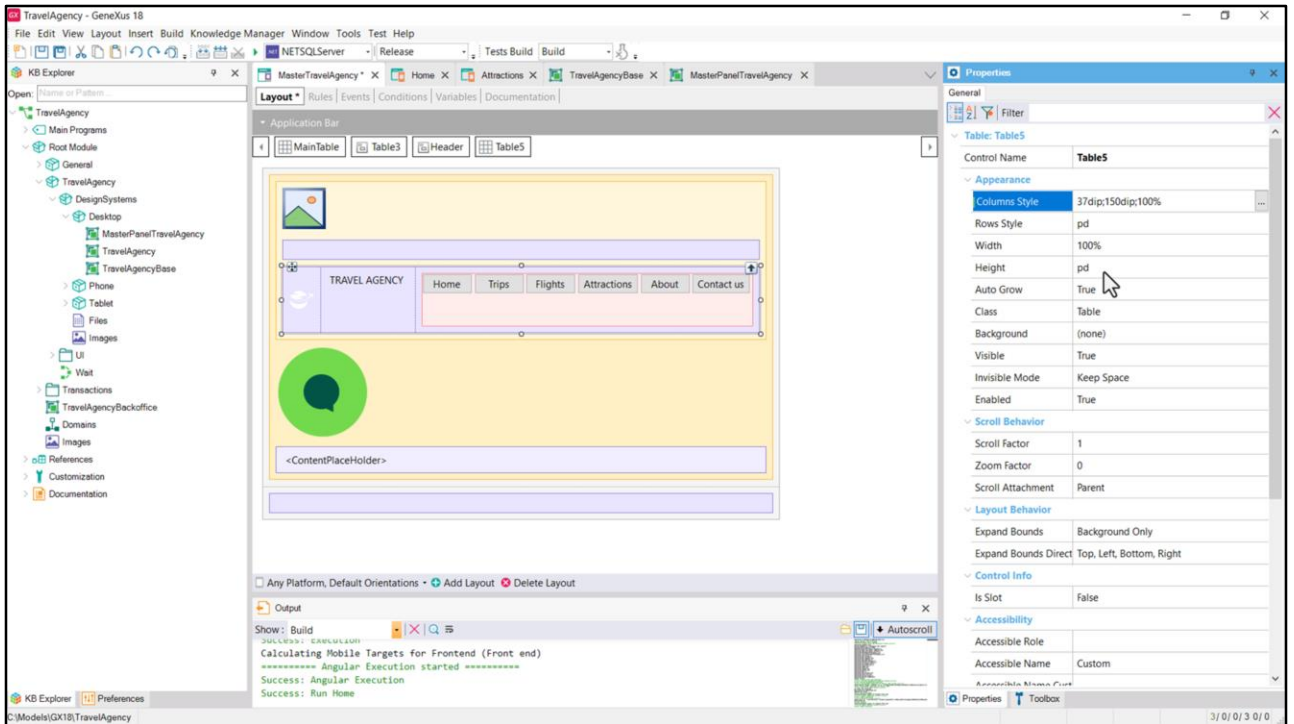 TravelAgency - GeneXus 18
File Edit View Layout Insert Build Knowledge Manager Window Tools Test Help
NETSQLServer Release Tests Build Build
KB Explorer
Open: Name or Pattern...
TravelAgency
Main Programs
Root Module
General
TravelAgency
DesignSystems
Desktop
MasterPanelTravelAgency
TravelAgency
TravelAgencyBase
Phone
Tablet
Files
Images
UI
Wait
Transactions
TravelAgencyBackoffice
Domains
Images
References
Customization
Documentation
KB Explorer Preferences
MasterTravelAgency * X Home X Attractions X TravelAgencyBase X MasterPanelTravelAgency X
Layout * Rules Events Conditions Variables Documentation
Application Bar
MainTable Table3 Header Table5
TRAVEL AGENCY Home Trips Flights Attractions About Contact us
<ContentPlaceHolder>
Any Platform, Default Orientations Add Layout Delete Layout
Output
Show: Build Autoscroll
Success: Execution
Calculating Mobile Targets for Frontend (Front end)
========== Angular Execution started ==========
Success: Angular Execution
Success: Run Home
Properties
General
Filter
Table: Table5
Control Name Table5
Appearance
Columns Style 37dip;150dip;100% ...
Rows Style pd
Width 100%
Height pd
Auto Grow True
Class Table
Background (none)
Visible True
Invisible Mode Keep Space
Enabled True
Scroll Behavior
Scroll Factor 1
Zoom Factor 0
Scroll Attachment Parent
Layout Behavior
Expand Bounds Background Only
Expand Bounds Direct Top, Left, Bottom, Right
Control Info
Is Slot False
Accessibility
Accessible Role
Accessible Name Custom
Accessible Name Cust
Properties Toolbox
C:\Models\GX18\TravelAgency 3/0/0/3 0/0